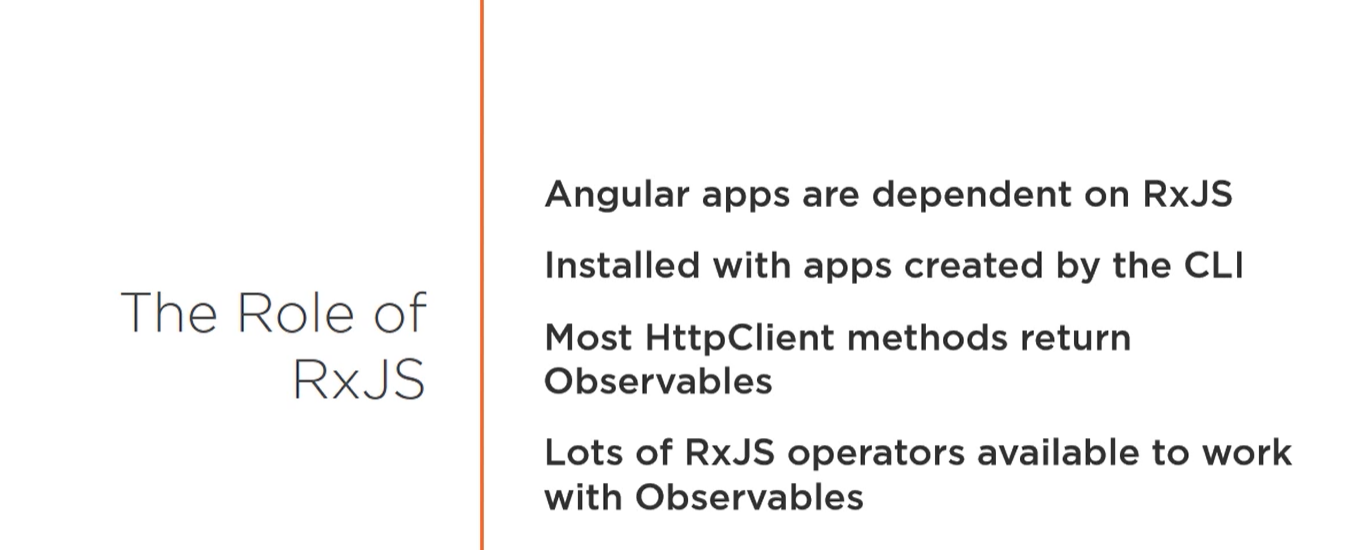 The Role of
RxJS
Angular apps are dependent on RxJS
Installed with apps created by the CLI
Most HttpClient methods return
Observables
Lots of RxJS operators available to work
with Observables